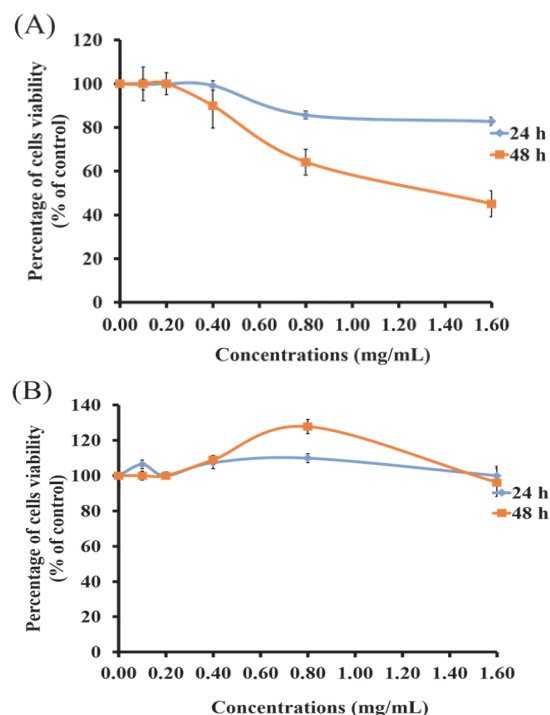 (A)
Percentage of cells viability
(% of control)
120
100
80
60
40
20
0
0.00 0.20 0.40 0.60 0.80 1.00 1.20 1.40 1.60
Concentrations (mg/mL)
24 h
48 h
(B)
Percentage of cells viability
(% of control)
140
120
100
80
60
40
20
0
0.00 0.20 0.40 0.60 0.80 1.00 1.20 1.40 1.60
Concentrations (mg/mL)
24 h
48 h